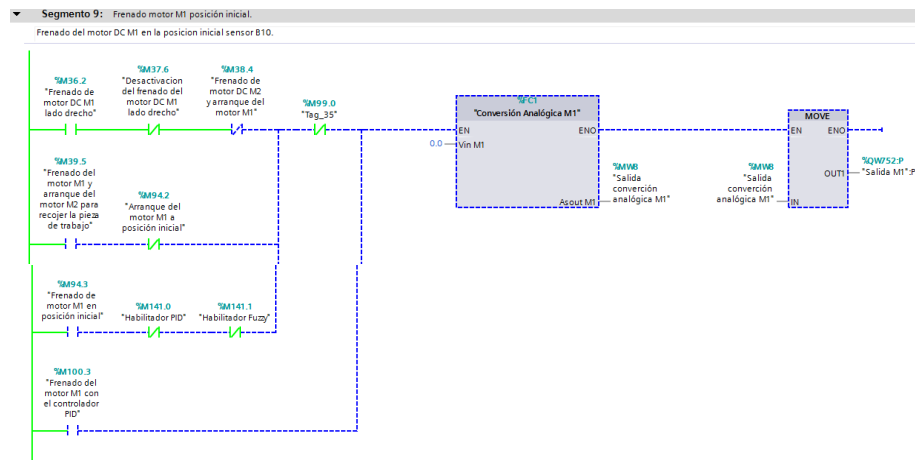 Segmento 9: Frenado motor M1 posición inicial.
Frenado del motor DC M1 en la posicion inicial sensor B10.
%M36.2
"Frenado de
motor DC M1
lado drecho"
%M37.6
"Desactivacion
del frenado del
motor DC M1
lado drecho"
%M38.4
"Frenado de
motor DC M2
y arranque del
motor M1"
%M99.0
"Tag_35"
%FC1
"Conversión Analógica M1"
EN
ENO
0.0
Vin M1
Asout M1
%MW8
"Salida
converción
analógica M1"
MOVE
EN
ENO
%MW8
"Salida
converción
analógica M1"
IN
OUT1
%QW752:P
"Salida M1":P
%M39.5
"Frenado del
motor M1 y
arranque del
motor M2 para
recojer la pieza
de trabajo"
%M94.2
"Arranque del
motor M1 a
posición inicial"
%M94.3
"Frenado de
motor M1 en
posición inicial"
%M141.0
"Habilitador PID"
%M141.1
"Habilitador Fuzzy"
%M100.3
"Frenado del
motor M1 con
el controlador
PID"